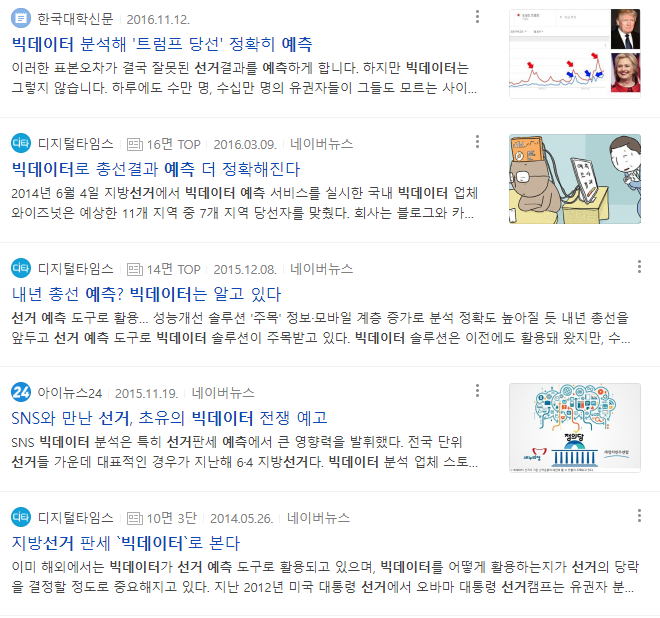 한국대학신문 2016.11.12.
빅데이터 분석해 '트럼프 당선' 정확히 예측
이러한 표본오차가 결국 잘못된 선거결과를 예측하게 합니다. 하지만 빅데이터는
그렇지 않습니다. 하루에도 수만 명, 수십만 명의 유권자들이 그들도 모르는 사이...
디타 디지털타임스 16면 TOP 2016.03.09. 네이버뉴스
빅데이터로 총선결과 예측 더 정확해진다
2014년 6월 4일 지방선거에서 빅데이터 예측 서비스를 실시한 국내 빅데이터 업체
와이즈넛은 예상한 11개 지역 중 7개 지역 당선자를 맞췄다. 회사는 블로그와 카...
디타 디지털타임스 14면 TOP 2015.12.08. 네이버뉴스
내년 총선 예측? 빅데이터는 알고 있다
선거 예측 도구로 활용... 성능개선 솔루션 '주목' 정보·모바일 계층 증가로 분석 정확도 높아질 듯 내년 총선을
앞두고 선거 예측 도구로 빅데이터 솔루션이 주목받고 있다. 빅데이터 솔루션은 이전에도 활용돼 왔지만, 수...
24 아이뉴스24 2015.11.19. 네이버뉴스
SNS와 만난 선거, 초유의 빅데이터 전쟁 예고
SNS 빅데이터 분석은 특히 선거판세 예측에서 큰 영향력을 발휘했다. 전국 단위
선거들 가운데 대표적인 경우가 지난해 6·4 지방선거다. 빅데이터 분석 업체 스토...
정의당
새누리당
새정치민주연합
디타 디지털타임스 10면 3단 2014.05.26. 네이버뉴스
지방선거 판세 `빅데이터`로 본다
이미 해외에서는 빅데이터가 선거 예측 도구로 활용되고 있으며, 빅데이터를 어떻게 활용하는지가 선거의 당락
을 결정할 정도로 중요해지고 있다. 지난 2012년 미국 대통령 선거에서 오바마 대통령 선거캠프는 유권자 분...